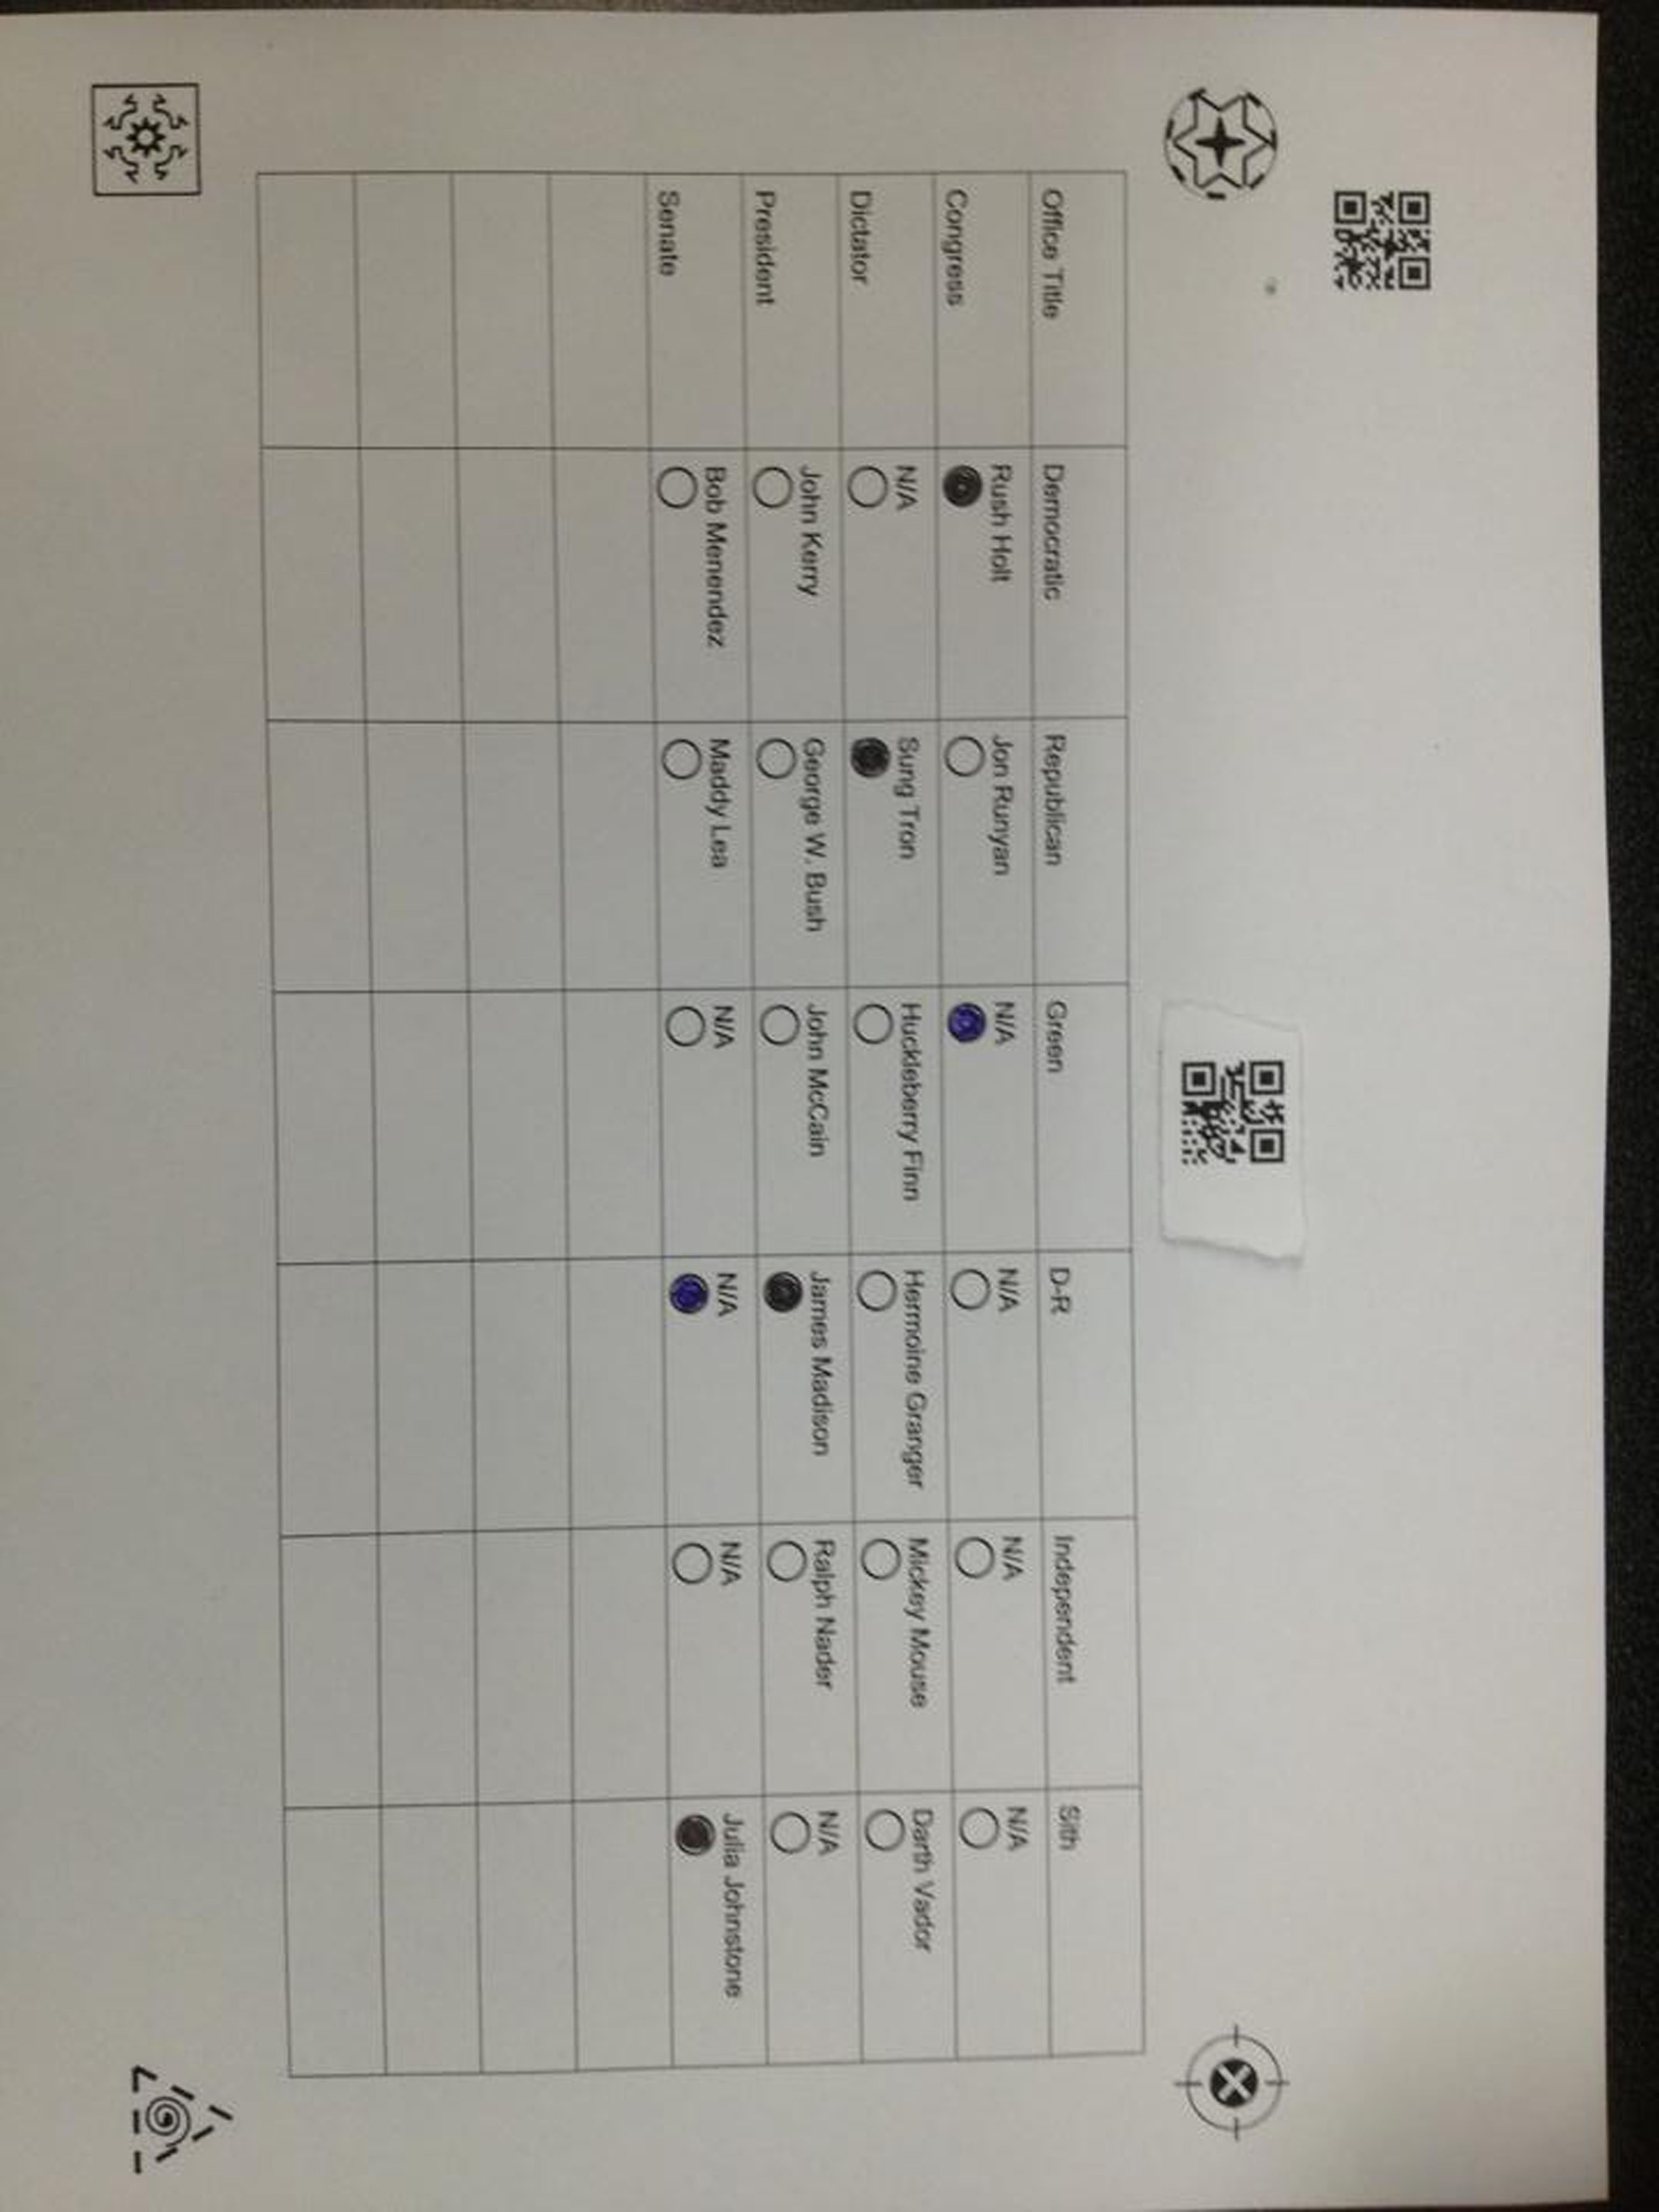 Office Title Democratic Republican Green D-R Independent Sith
Congress Rush Holt Jon Runyan N/A N/A N/A N/A
Dictator N/A Sung Tron Huckleberry Finn Hermoine Granger Mickey Mouse Darth Vador
President John Kerry George W. Bush John McCain James Madison Ralph Nader N/A
Senate Bob Menendez Maddy Lea N/A N/A N/A Julia Johnstone